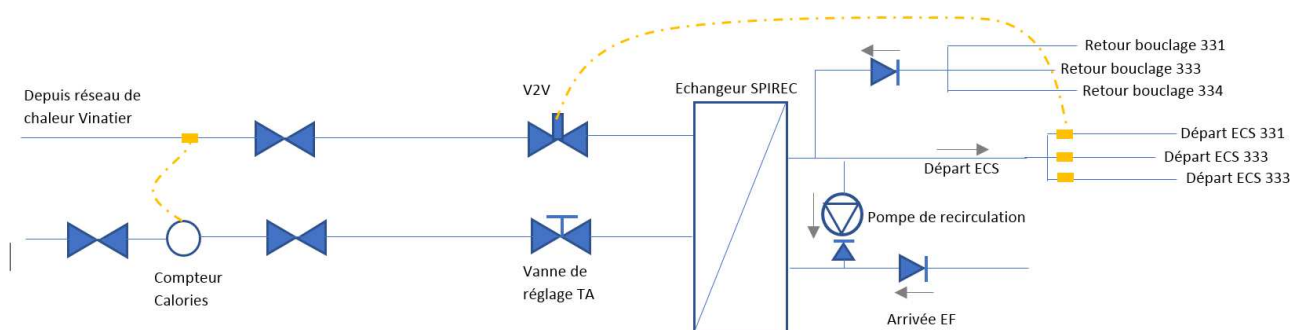 Retour bouclage 331
Retour bouclage 333
Retour bouclage 334
Depuis réseau de
chaleur Vinatier
V2V
Echangeur SPIREC
Départ ECS 331
Départ ECS 333
Départ ECS 333
Départ ECS
Pompe de recirculation
Compteur
Calories
Vanne de
réglage TA
Arrivée EF